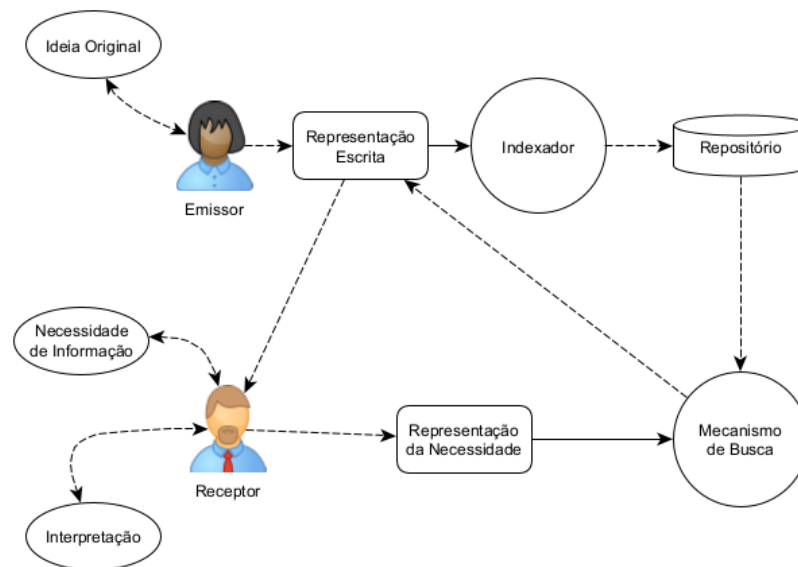 Ideia Original
Representação
Escrita
Indexador
Repositório
Emissor
Necessidade
de Informação
Representação
da Necessidade
Mecanismo
de Busca
Receptor
Interpretação